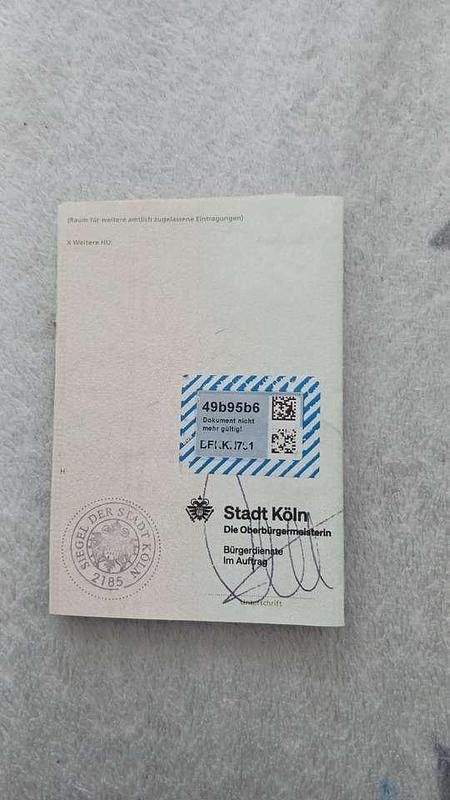 (Raum für weitere amtlich zugelassene Eintragungen)
X Weitere HU:
49b95b6
Dokument nicht
mehr gültig!
H
Stadt Köln
Die Oberbürgermeisterin
Bürgerdienste
Im Auftrag
Unterschrift
SIEGEL DER STADT KÖLN
2185